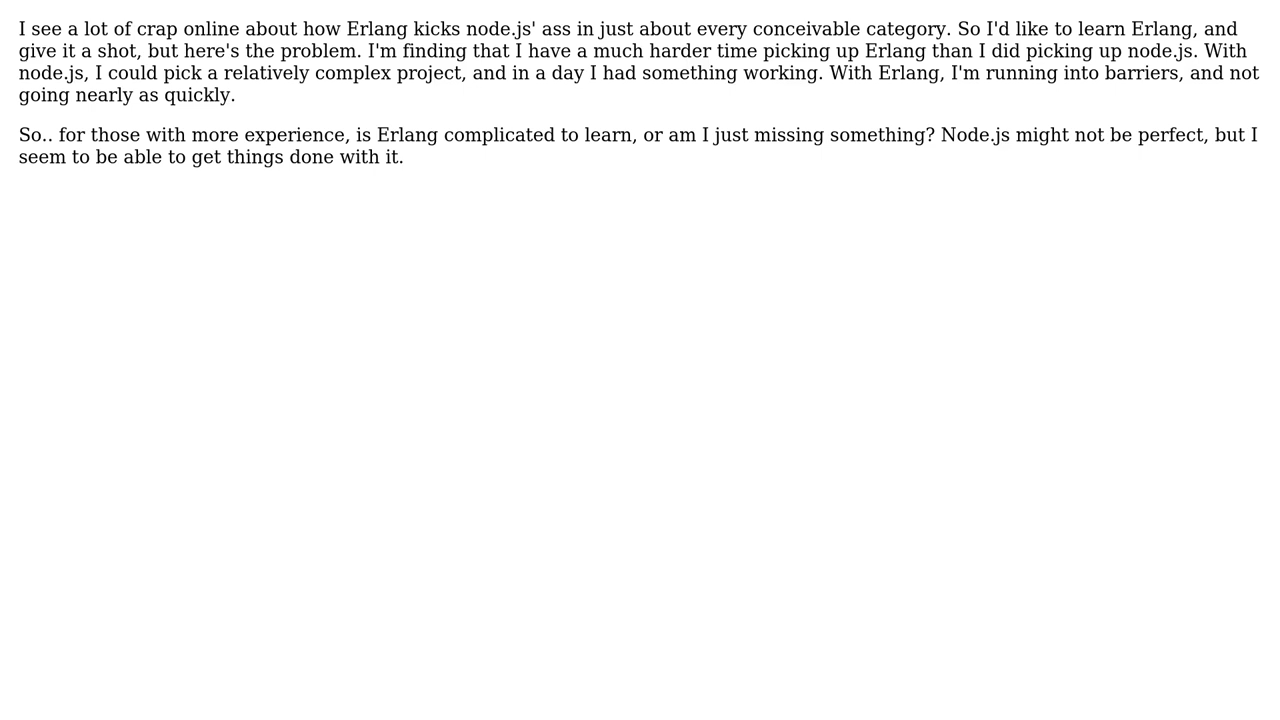 I see a lot of crap online about how Erlang kicks node.js' ass in just about every conceivable category. So I'd like to learn Erlang, and
give it a shot, but here's the problem. I'm finding that I have a much harder time picking up Erlang than I did picking up node.js. With
node.js, I could pick a relatively complex project, and in a day I had something working. With Erlang, I'm running into barriers, and not
going nearly as quickly.
So.. for those with more experience, is Erlang complicated to learn, or am I just missing something? Node.js might not be perfect, but I
seem to be able to get things done with it.